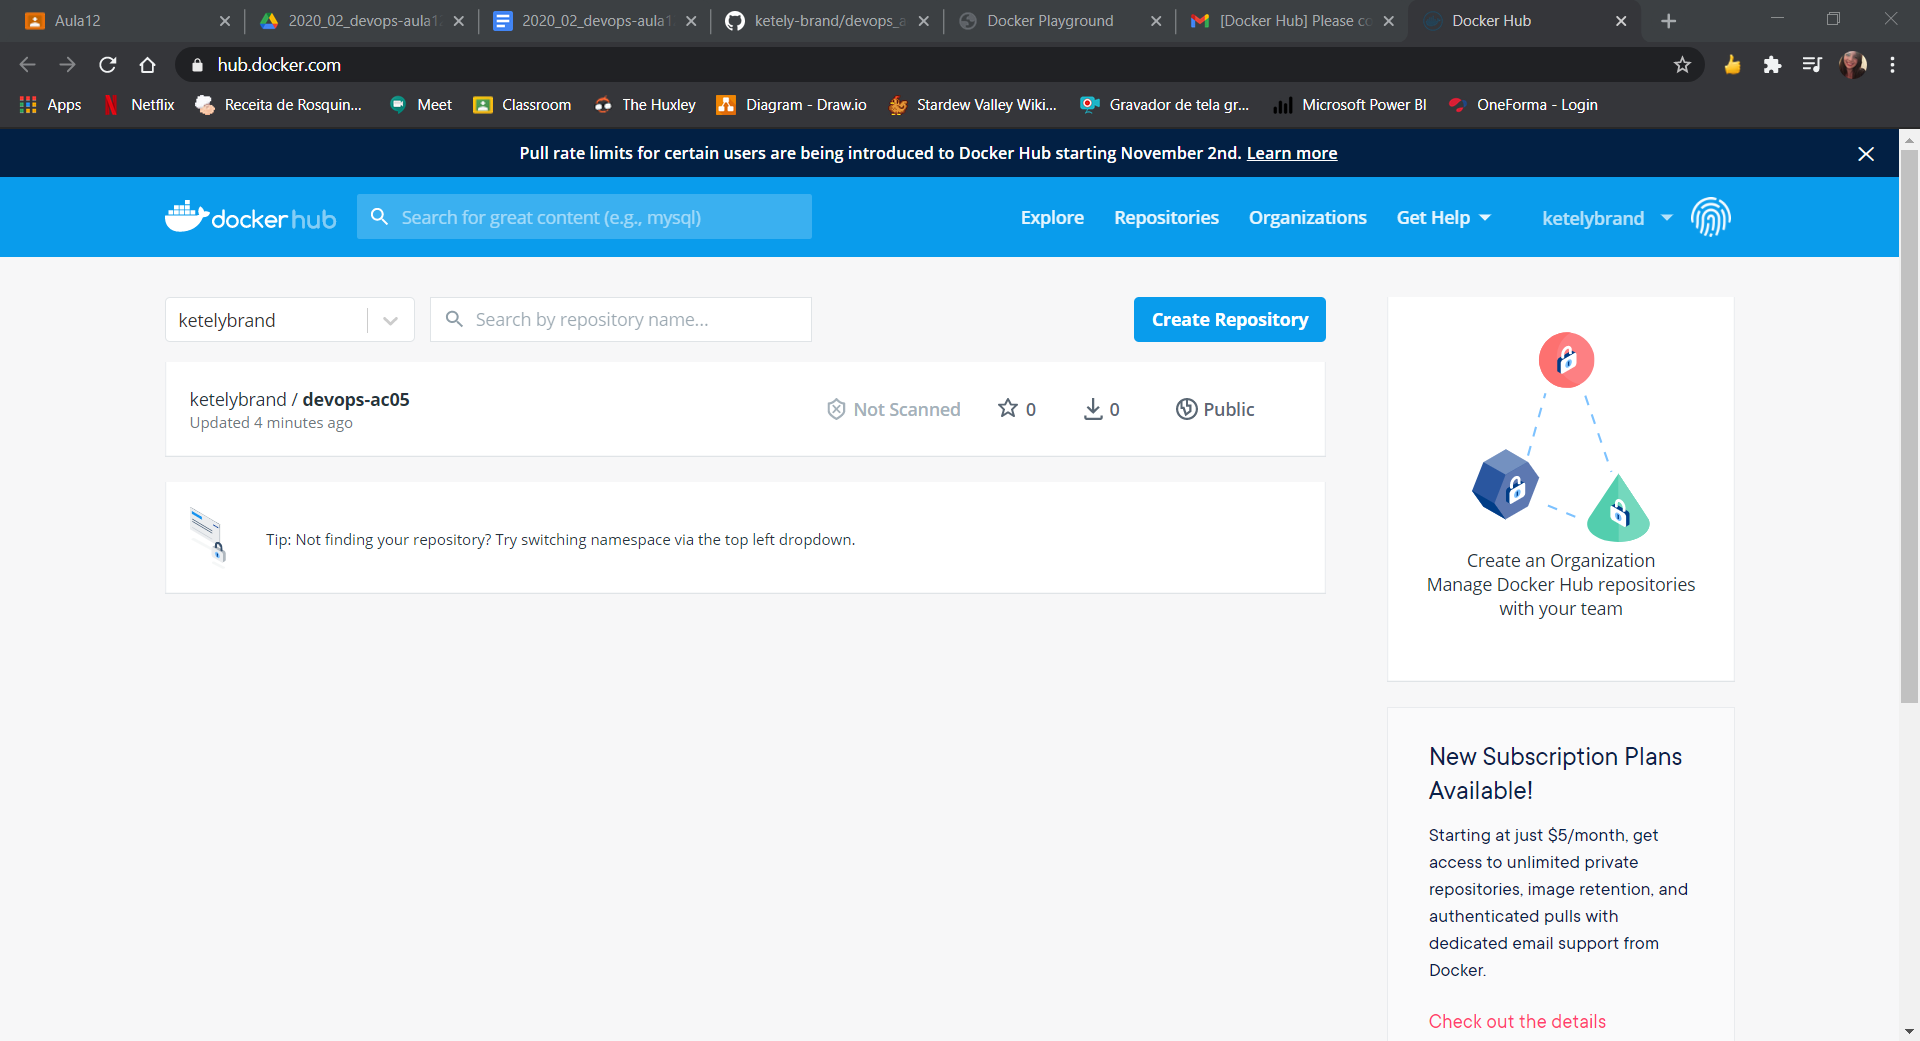 Aula12
2020_02_devops-aula12
2020_02_devops-aula1
ketely-brand/devops_a
Docker Playground
[Docker Hub] Please co
Docker Hub
hub.docker.com
Apps
Netflix
Receita de Rosquin...
Meet
Classroom
The Huxley
Diagram - Draw.io
Stardew Valley Wiki...
Gravador de tela gr...
Microsoft Power BI
OneForma - Login
Pull rate limits for certain users are being introduced to Docker Hub starting November 2nd. Learn more
docker hub
Search for great content (e.g., mysql)
Explore
Repositories
Organizations
Get Help
ketelybrand
ketelybrand
Search by repository name...
Create Repository
ketelybrand / devops-ac05
Updated 4 minutes ago
Not Scanned
0
0
Public
Tip: Not finding your repository? Try switching namespace via the top left dropdown.
Create an Organization
Manage Docker Hub repositories
with your team
New Subscription Plans
Available!
Starting at just $5/month, get
access to unlimited private
repositories, image retention, and
authenticated pulls with
dedicated email support from
Docker.
Check out the details